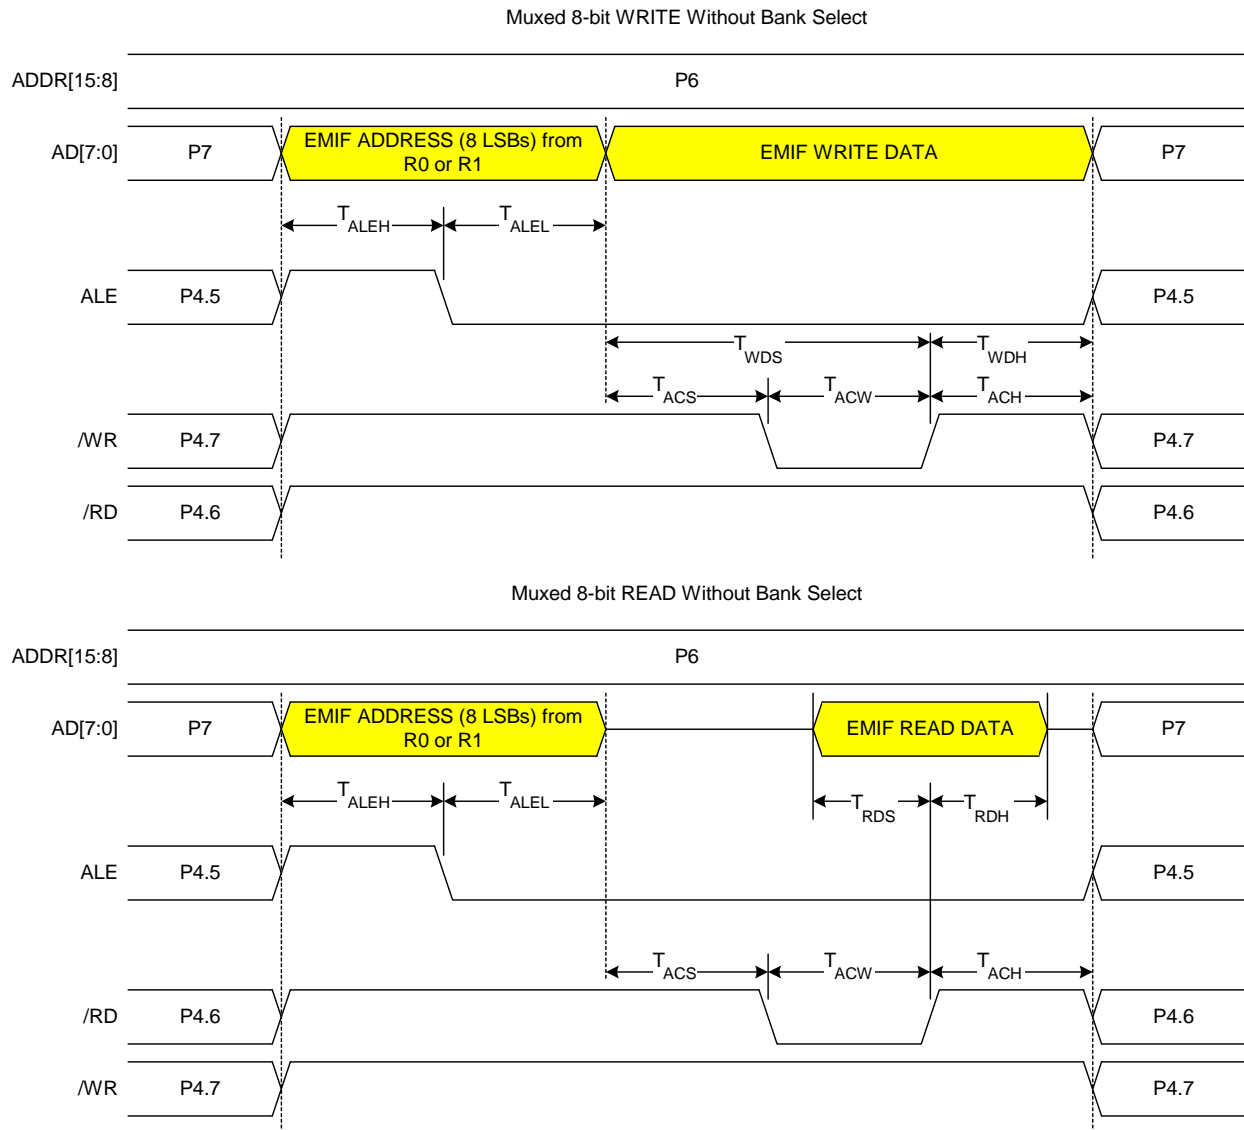 Muxed 8-bit WRITE Without Bank Select
ADDR[15:8] P6
AD[7:0] P7 EMIF ADDRESS (8 LSBs) from R0 or R1 EMIF WRITE DATA P7
TALEH TALEL
ALE P4.5 P4.5
TWDS TWDH
TACS TACW TACH
/WR P4.7 P4.7
/RD P4.6 P4.6
Muxed 8-bit READ Without Bank Select
ADDR[15:8] P6
AD[7:0] P7 EMIF ADDRESS (8 LSBs) from R0 or R1 EMIF READ DATA P7
TALEH TALEL TRDS TRDH
ALE P4.5 P4.5
TACS TACW TACH
/RD P4.6 P4.6
/WR P4.7 P4.7